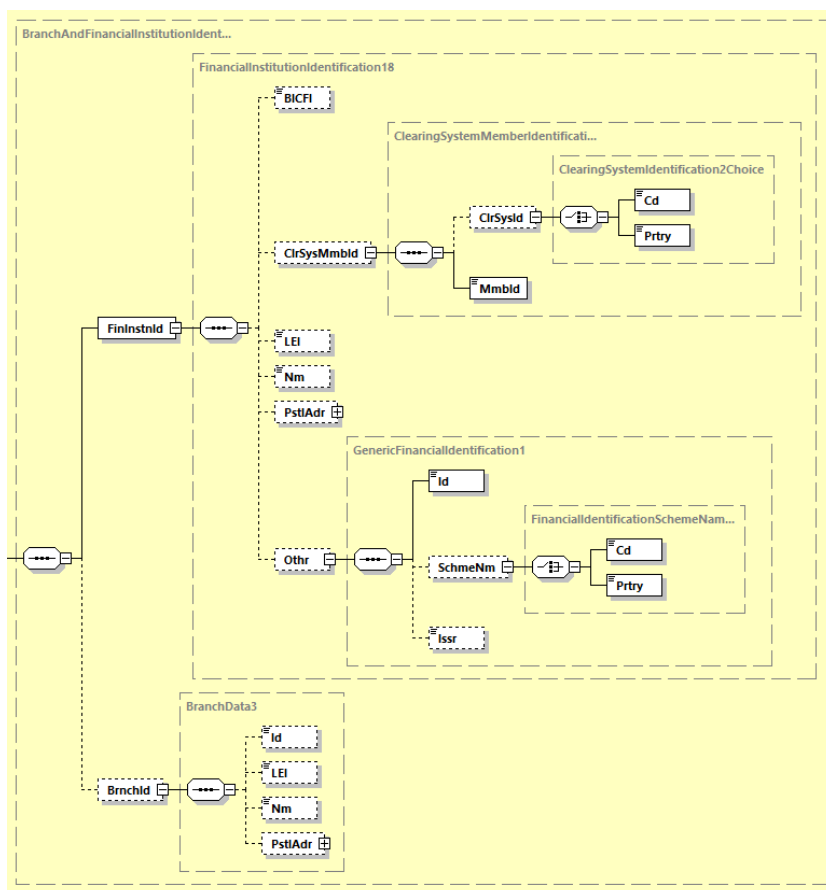 BranchAndFinancialInstitutionIdent...
FinancialInstitutionIdentification18
BICFI
ClearingSystemMemberIdentificati...
ClearingSystemIdentification2Choice
ClrSysId
Cd
Prtry
ClrSysMmbId
MmbId
FinInstnId
LEI
Nm
PstlAdr
GenericFinancialIdentification1
Id
FinancialIdentificationSchemeNam...
Othr
SchmeNm
Cd
Prtry
Issr
BranchData3
Id
LEI
BrnchId
Nm
PstlAdr